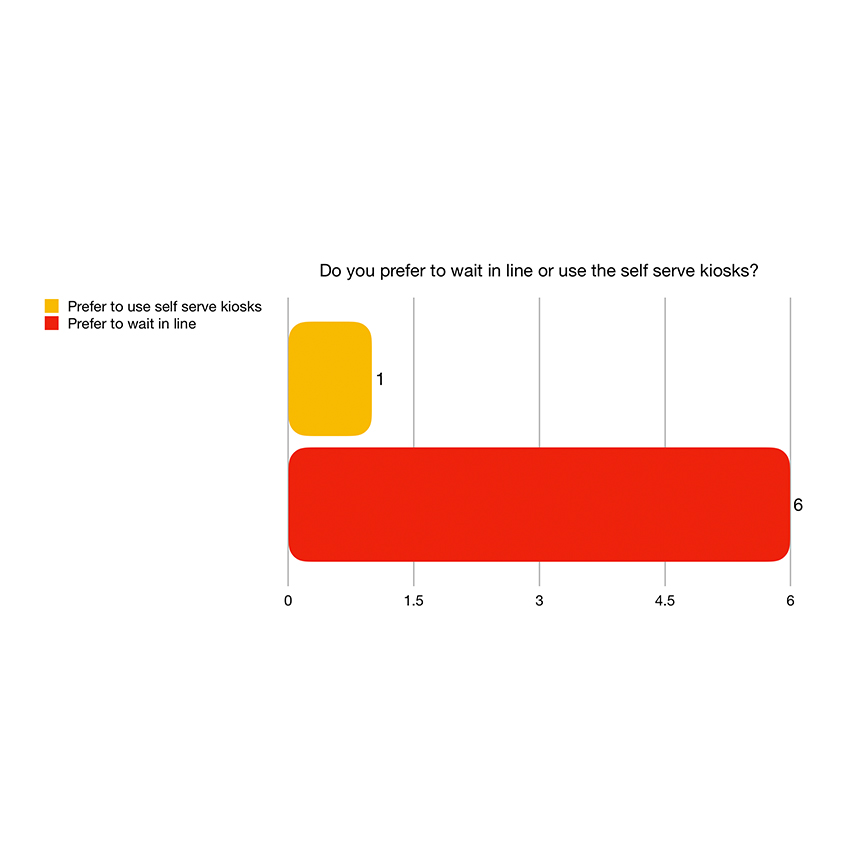 Do you prefer to wait in line or use the self serve kiosks?
Prefer to use self serve kiosks
Prefer to wait in line
1
6
0 1.5 3 4.5 6